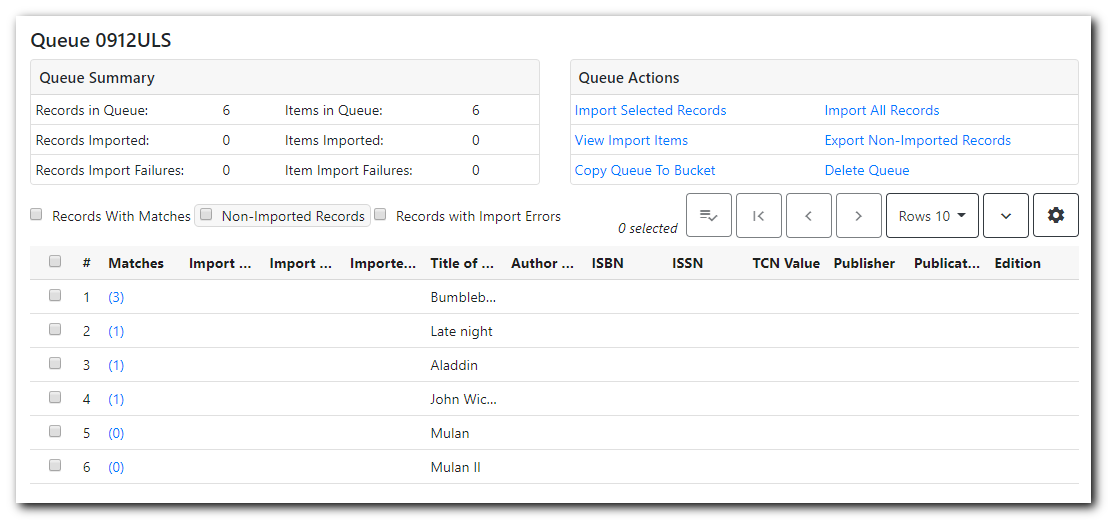 Queue 0912ULS
Queue Summary
Records in Queue: 6 Items in Queue: 6
Records Imported: 0 Items Imported: 0
Records Import Failures: 0 Item Import Failures: 0
Queue Actions
Import Selected Records Import All Records
View Import Items Export Non-Imported Records
Copy Queue To Bucket Delete Queue
Records With Matches Non-Imported Records Records with Import Errors
0 selected Rows 10
# Matches Import ... Import ... Importe... Title of ... Author ... ISBN ISSN TCN Value Publisher Publicat... Edition
1 (3) Bumbleb...
2 (1) Late night
3 (1) Aladdin
4 (1) John Wic...
5 (0) Mulan
6 (0) Mulan II